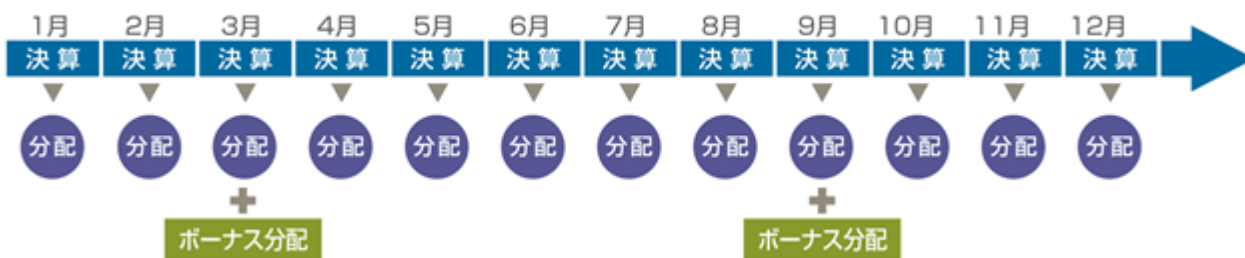 1月 2月 3月 4月 5月 6月 7月 8月 9月 10月 11月 12月
決算 決算 決算 決算 決算 決算 決算 決算 決算 決算 決算 決算
分配 分配 分配 分配 分配 分配 分配 分配 分配 分配 分配 分配
ボーナス分配 ボーナス分配